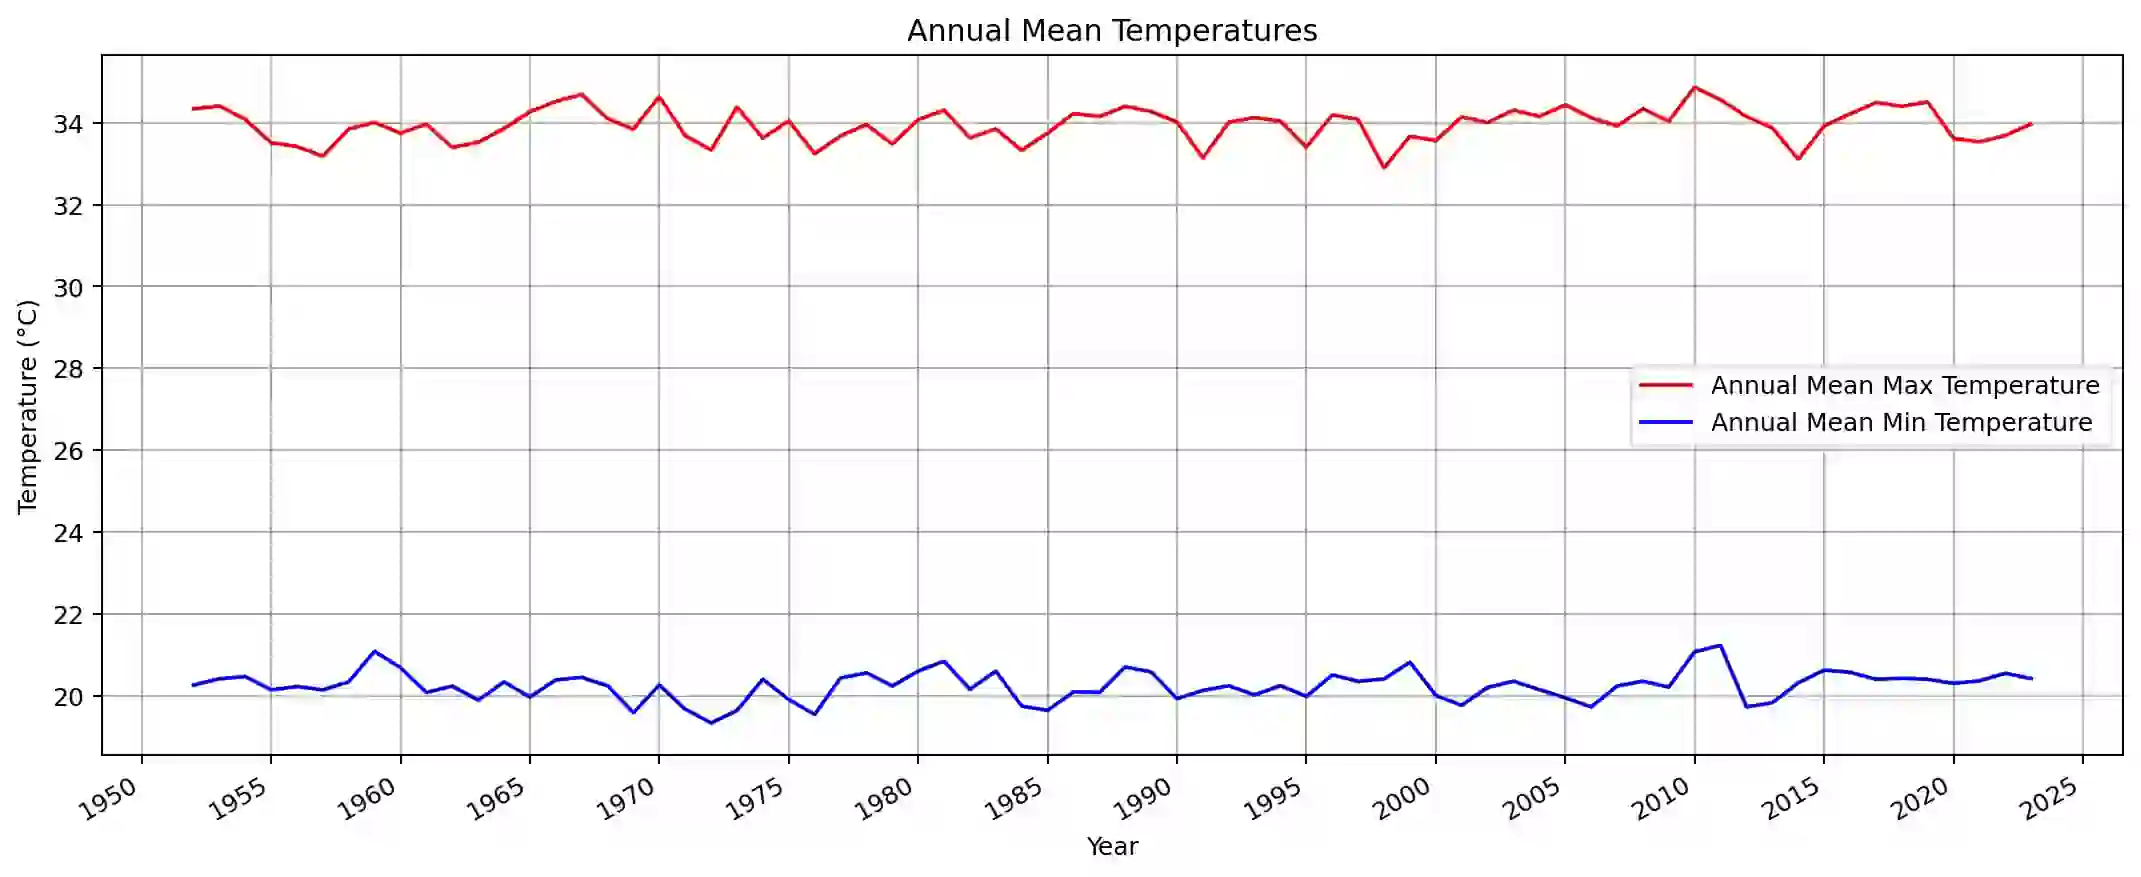 Annual Mean Temperatures
Temperature (°C)
34
32
30
28
26
24
22
20
Annual Mean Max Temperature
Annual Mean Min Temperature
1950 1955 1960 1965 1970 1975 1980 1985 1990 1995 2000 2005 2010 2015 2020 2025
Year